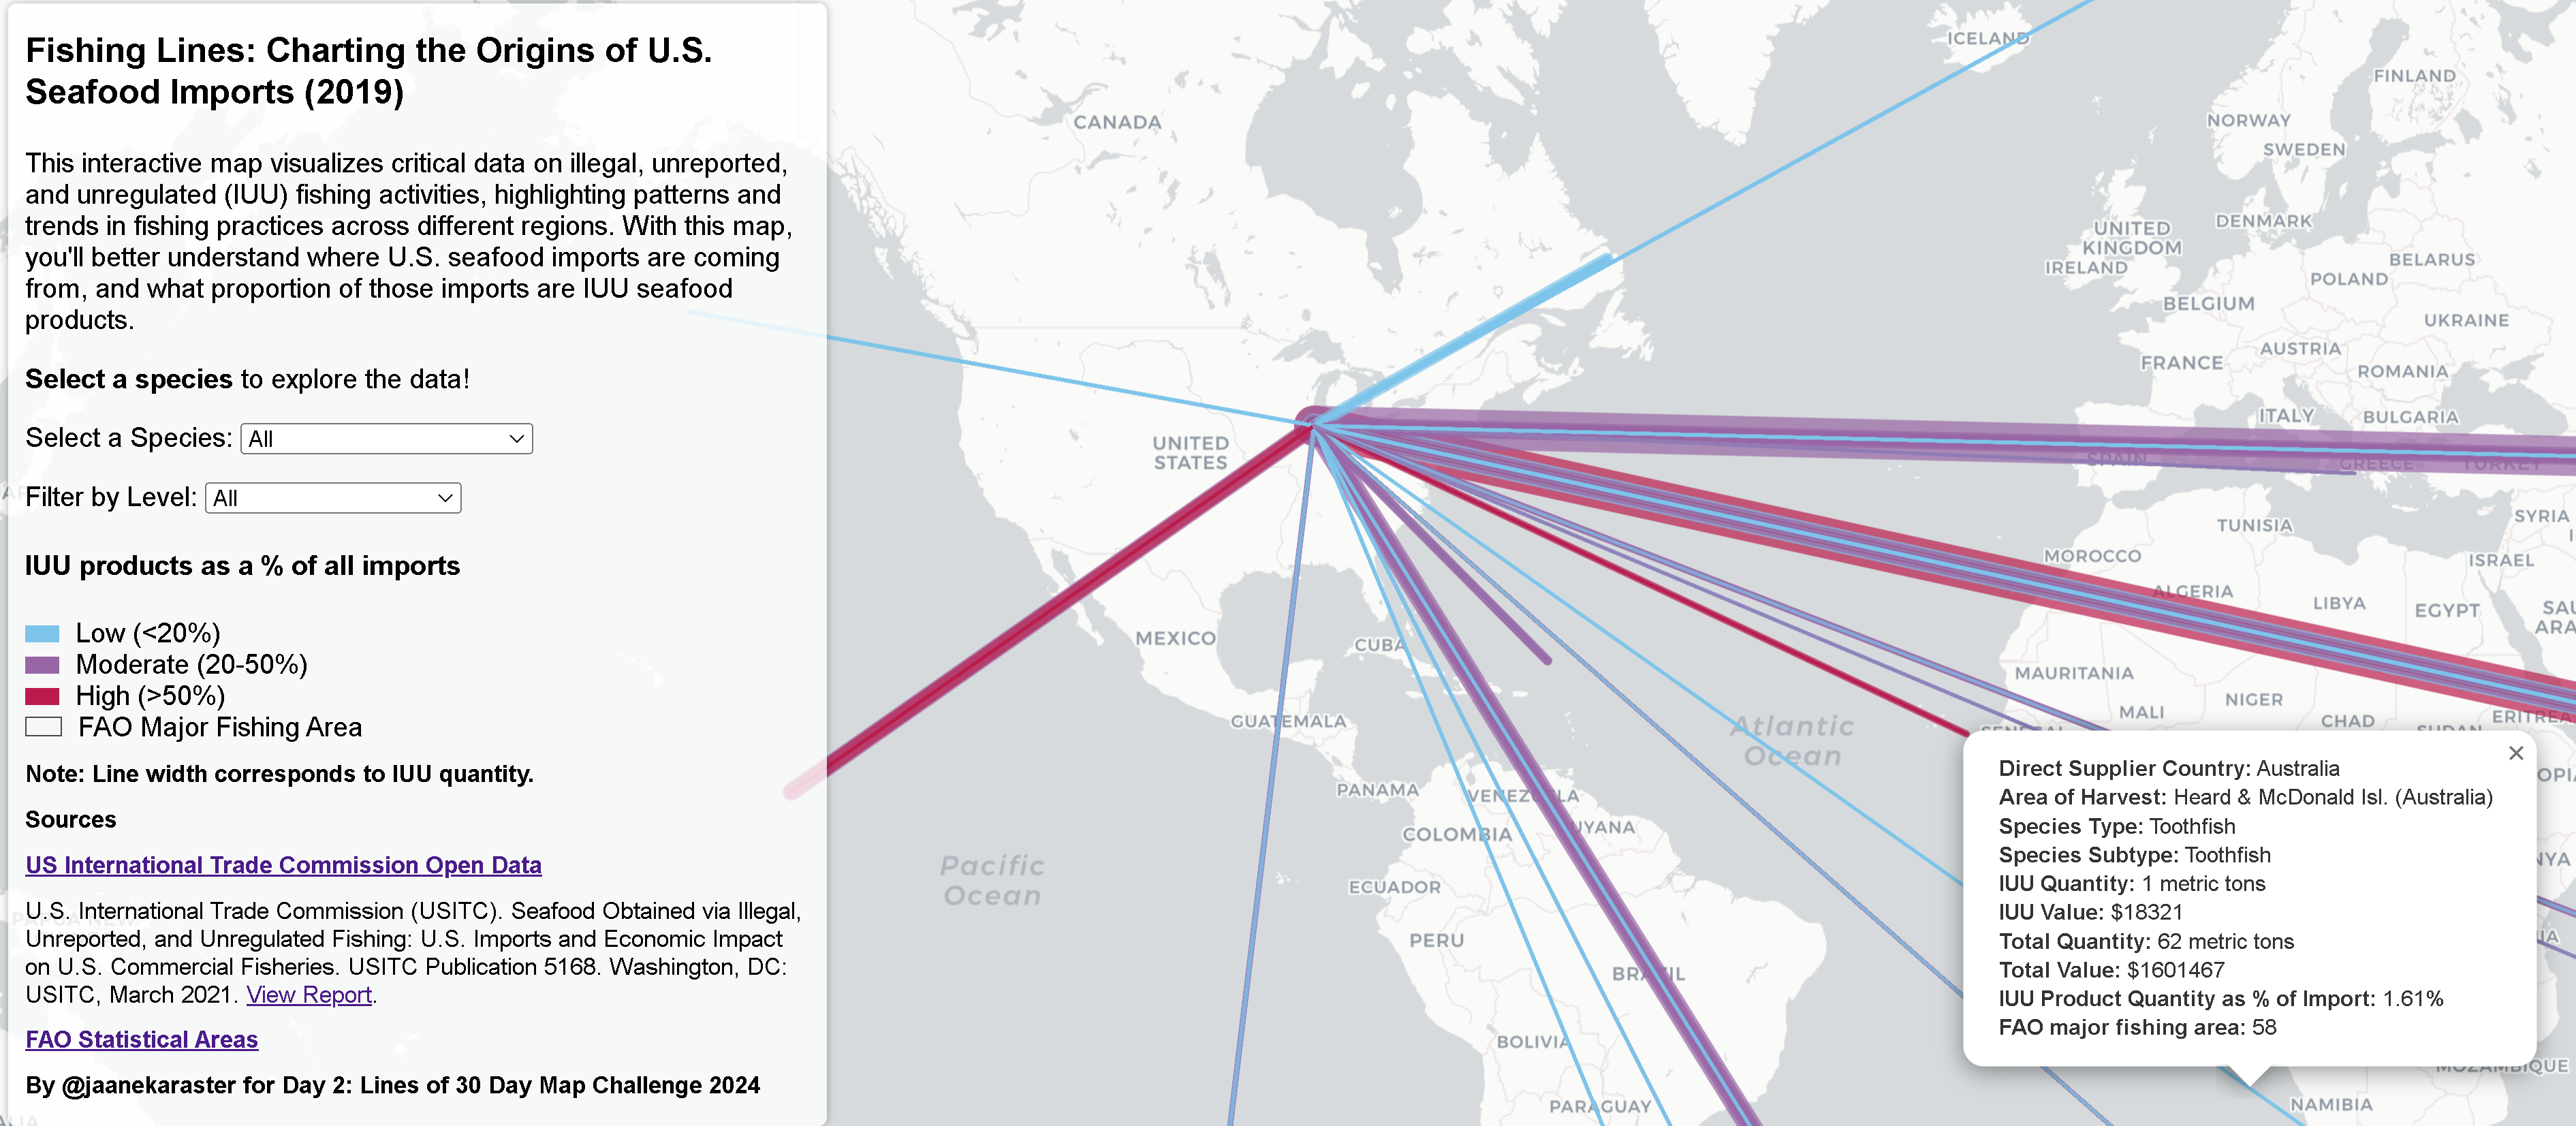 Fishing Lines: Charting the Origins of U.S.
Seafood Imports (2019)
This interactive map visualizes critical data on illegal, unreported,
and unregulated (IUU) fishing activities, highlighting patterns and
trends in fishing practices across different regions. With this map,
you'll better understand where U.S. seafood imports are coming
from, and what proportion of those imports are IUU seafood
products.
Select a species to explore the data!
Select a Species: All
Filter by Level: All
IUU products as a % of all imports
Low (<20%)
Moderate (20-50%)
High (>50%)
FAO Major Fishing Area
Note: Line width corresponds to IUU quantity.
Sources
US International Trade Commission Open Data
U.S. International Trade Commission (USITC). Seafood Obtained via Illegal,
Unreported, and Unregulated Fishing: U.S. Imports and Economic Impact
on U.S. Commercial Fisheries. USITC Publication 5168. Washington, DC:
USITC, March 2021. View Report.
FAO Statistical Areas
By @jaanekaraster for Day 2: Lines of 30 Day Map Challenge 2024
ICELAND
FINLAND
CANADA
NORWAY
SWEDEN
DENMARK
UNITED
KINGDOM
IRELAND
BELARUS
POLAND
BELGIUM
UKRAINE
AUSTRIA
FRANCE
ROMANIA
ITALY
BULGARIA
UNITED
STATES
SPAIN
GREECE
TURKEY
SYRIA
TUNISIA
MOROCCO
ISRAEL
ALGERIA
LIBYA
EGYPT
SAU
ARA
MEXICO
CUBA
MAURITANIA
NIGER
MALI
GUATEMALA
CHAD
SUDAN
ERITREA
SENEGAL
Atlantic
Ocean
PANAMA
VENEZUELA
COLOMBIA
UYANA
Pacific
Ocean
ECUADOR
PERU
BRAZIL
BOLIVIA
PARAGUAY
NYA
IA
OPI
MOZAMBIQUE
NAMIBIA
Direct Supplier Country: Australia
Area of Harvest: Heard & McDonald Isl. (Australia)
Species Type: Toothfish
Species Subtype: Toothfish
IUU Quantity: 1 metric tons
IUU Value: $18321
Total Quantity: 62 metric tons
Total Value: $1601467
IUU Product Quantity as % of Import: 1.61%
FAO major fishing area: 58